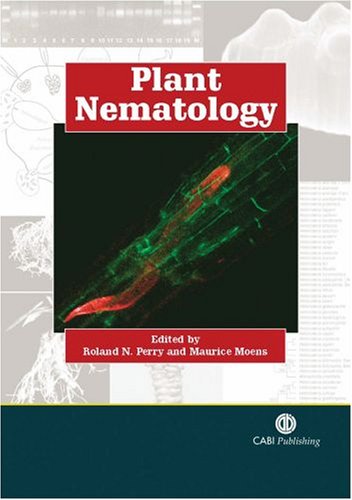 Plant
Nematology
Edited by
Roland N. Perry and Maurice Moens
CABI Publishing